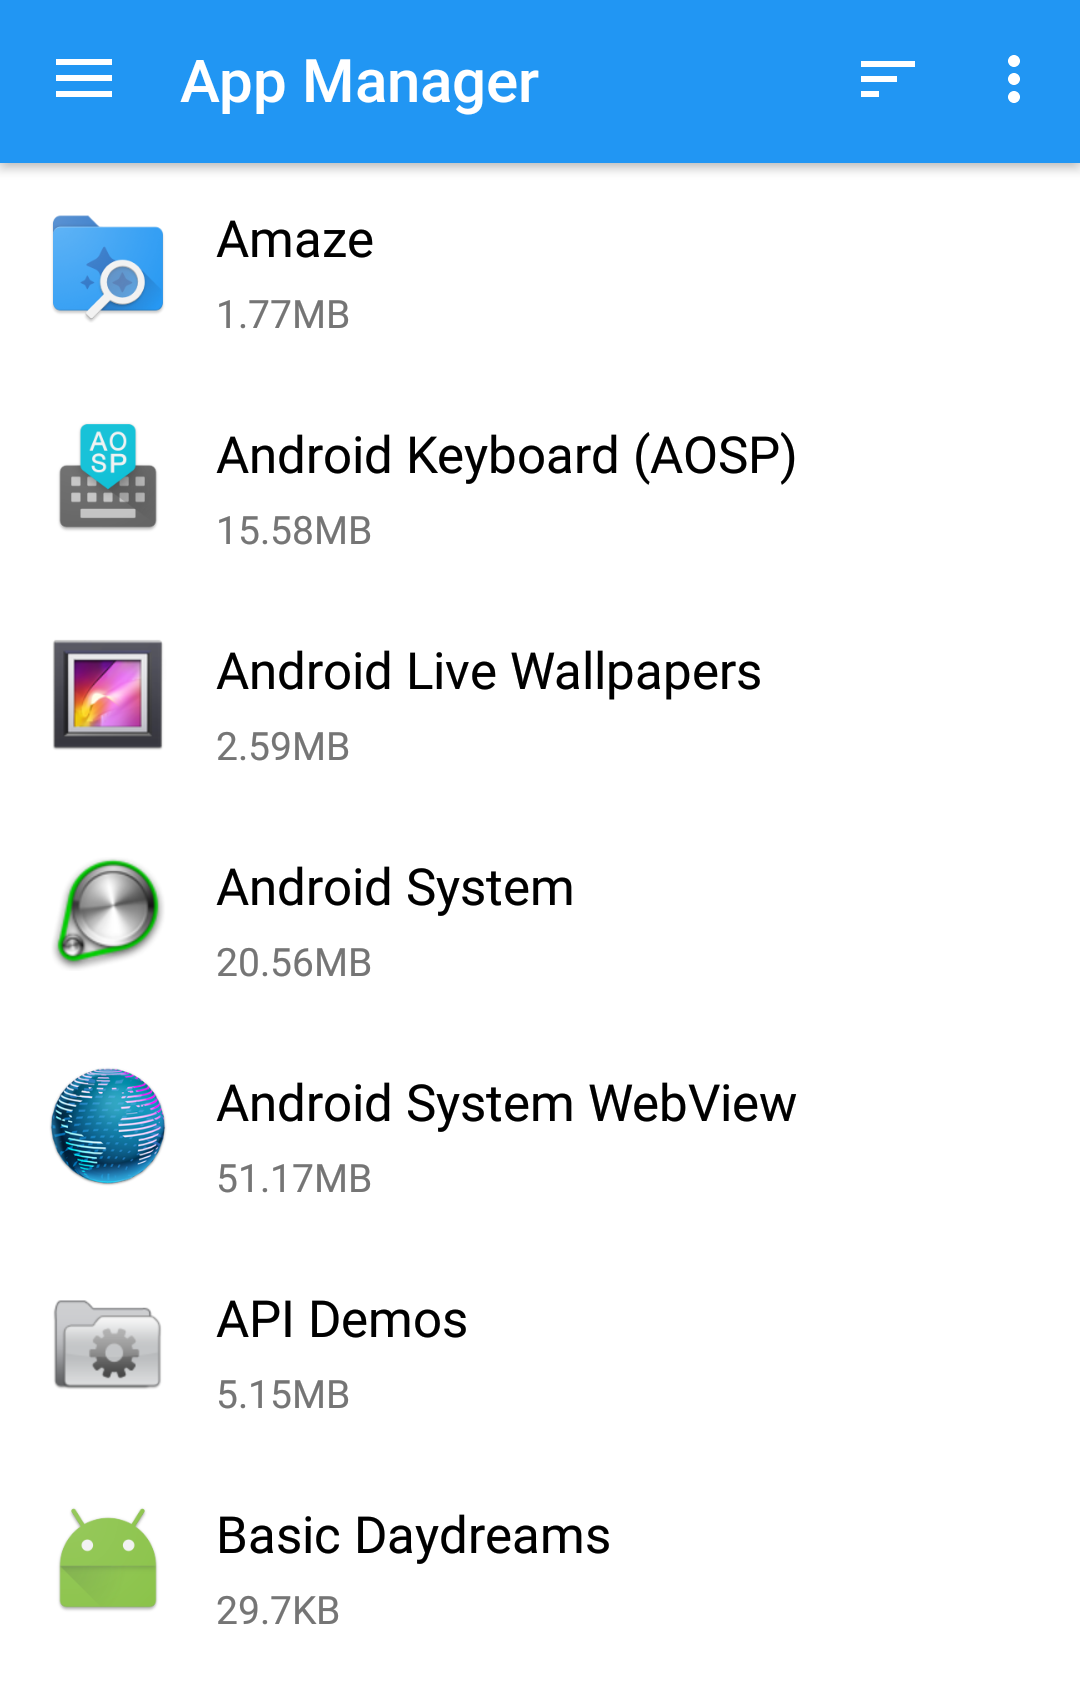 App Manager
Amaze
1.77MB
AO
SP
Android Keyboard (AOSP)
15.58MB
Android Live Wallpapers
2.59MB
Android System
20.56MB
Android System WebView
51.17MB
API Demos
5.15MB
Basic Daydreams
29.7KB